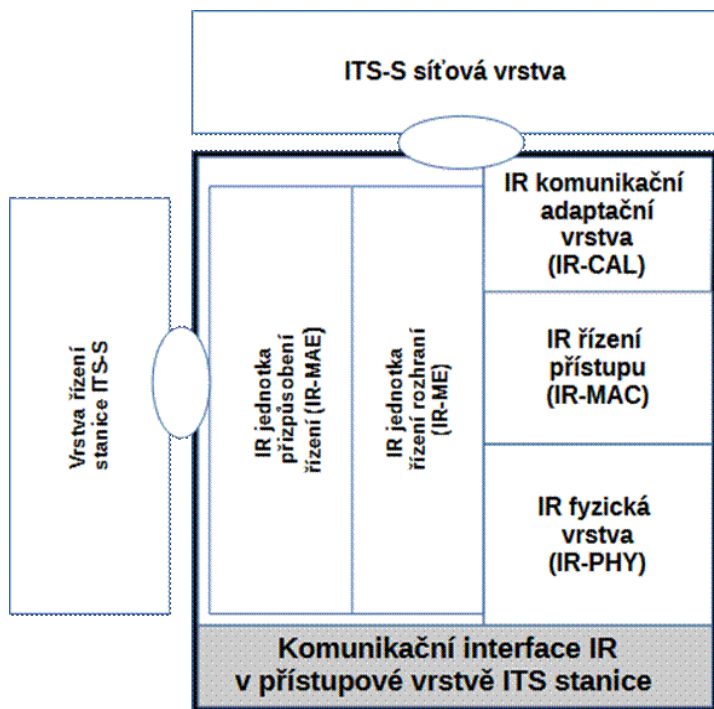 ITS-S síťová vrstva
Vrstva řízení
stanice ITS-S
IR jednotka
přizpůsobení
řízení (IR-MAE)
IR jednotka
řízení rozhraní
(IR-ME)
IR komunikační
adaptační
vrstva
(IR-CAL)
IR řízení
přístupu
(IR-MAC)
IR fyzická
vrstva
(IR-PHY)
Komunikační interface IR
v přístupové vrstvě ITS stanice